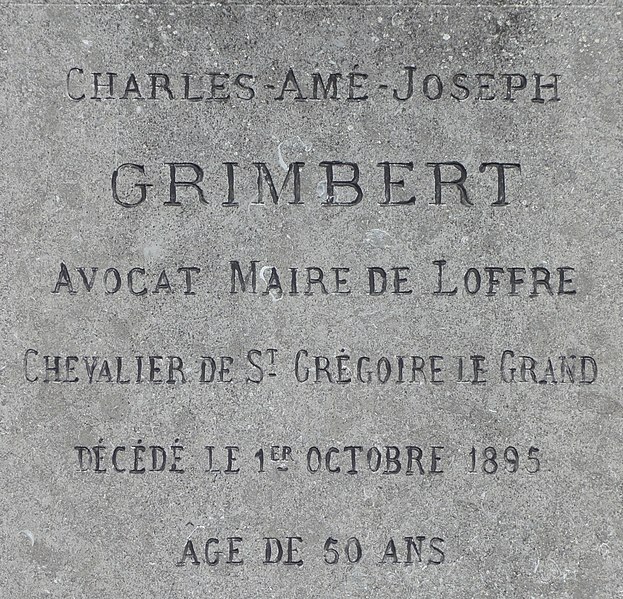 CHARLES-AMÉ-JOSEPH
GRIMBERT
AVOCAT MAIRE DE LOFFRE
CHEVALIER DE ST GRÉGOIRE LE GRAND
DÉCÉDÉ LE 1ER OCTOBRE 1895
ÂGE DE 50 ANS